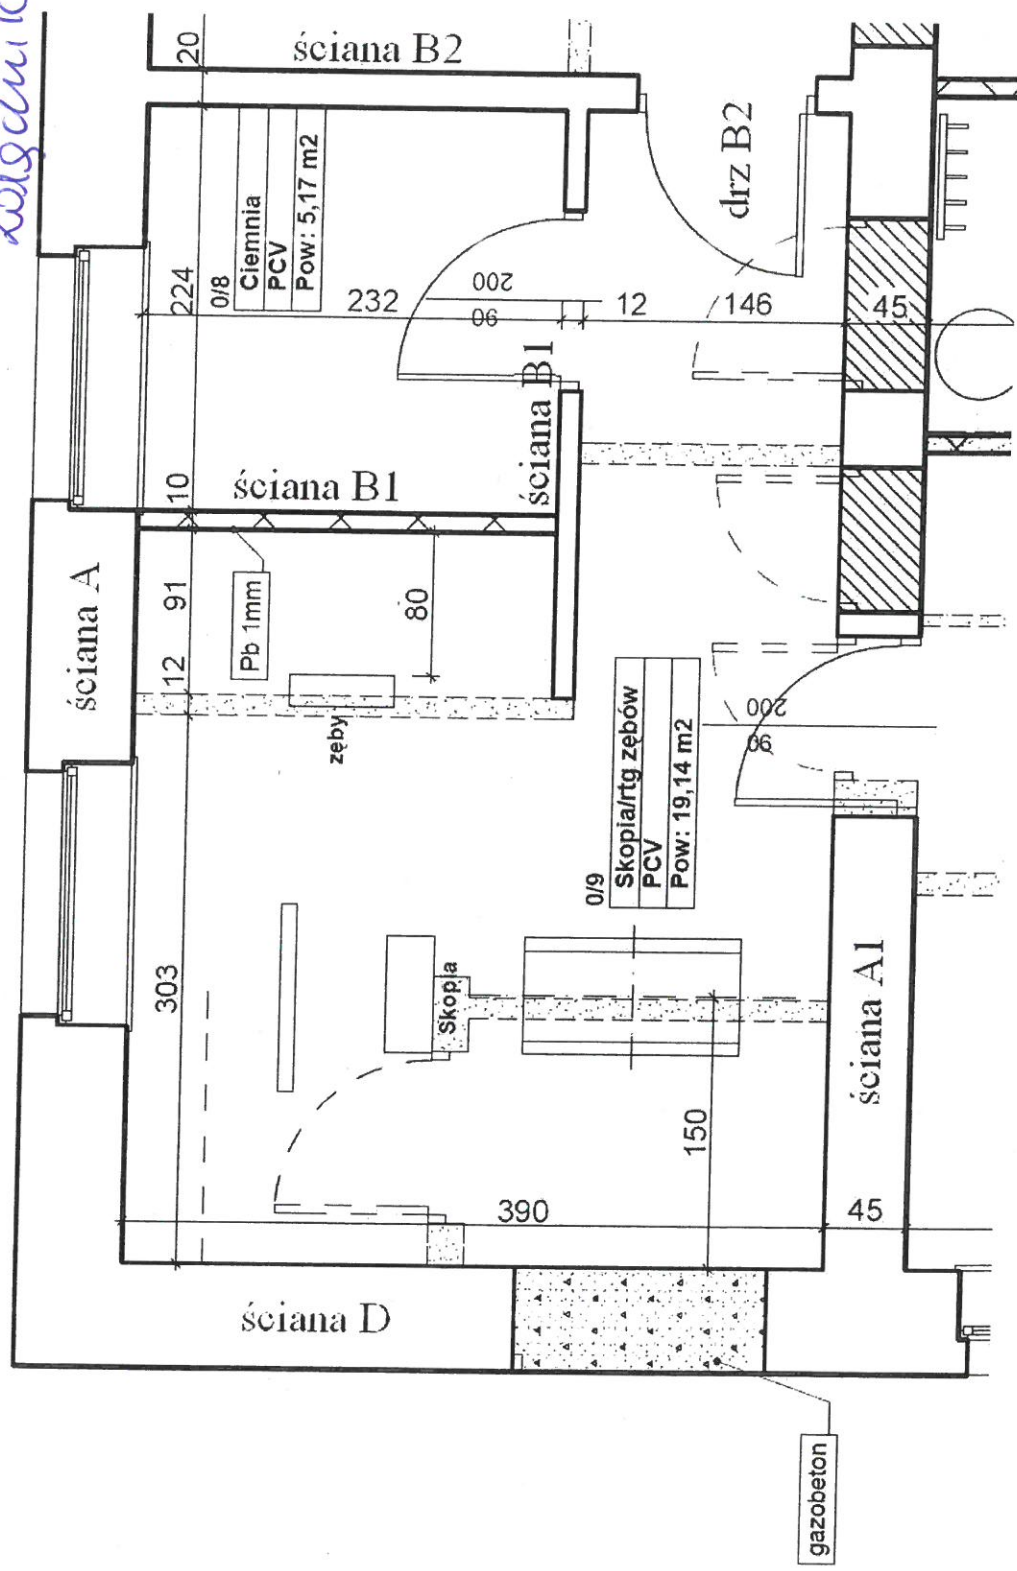 ściana B2
20
0/8
Ciemnia
PCV
Pow: 5,17 m2
224
232
200
90
12
146
45
drz B2
10
ściana B1
ściana B1
ściana A
91
12
Pb 1mm
80
zęby
200
90
0/9
Skopia/rtg zębów
PCV
Pow: 19,14 m2
303
Skopia
150
390
45
ściana A1
ściana D
gazobeton